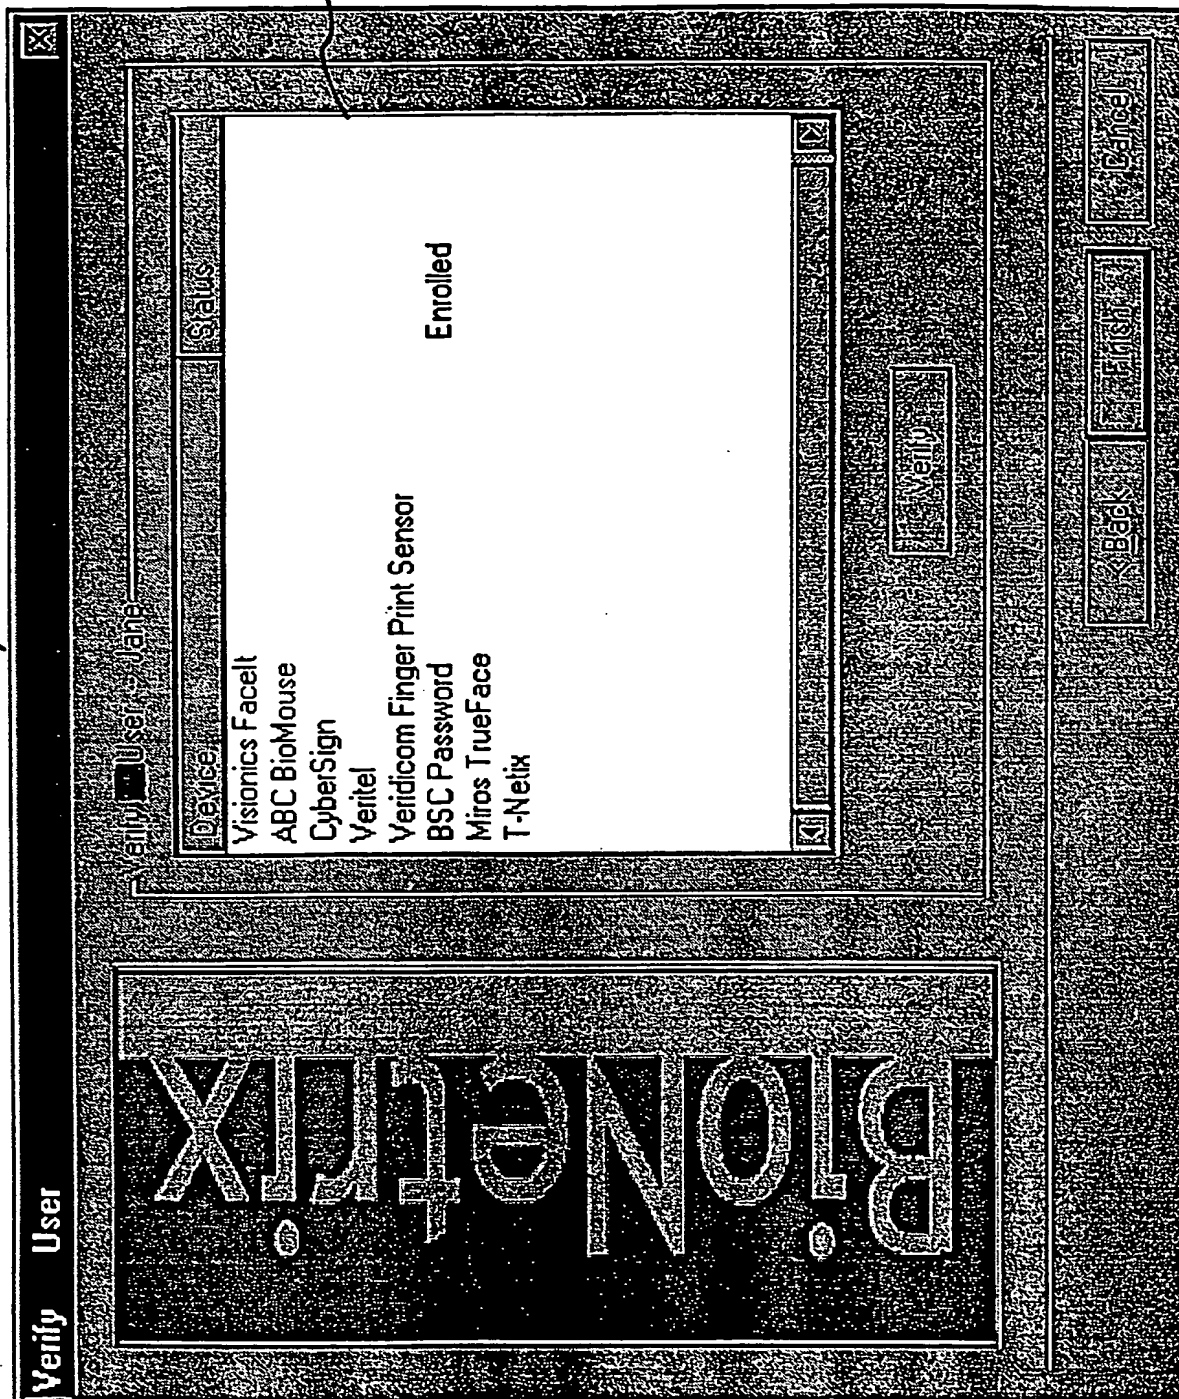 Verify User
BioNetrix
User - Jane
Device Status
Visionics FaceIt
ABC BioMouse
CyberSign
Veritel
Veridicom Finger Print Sensor
BSC Password Enrolled
Miros TrueFace
T-Netix
Verify
< Back Finish Cancel